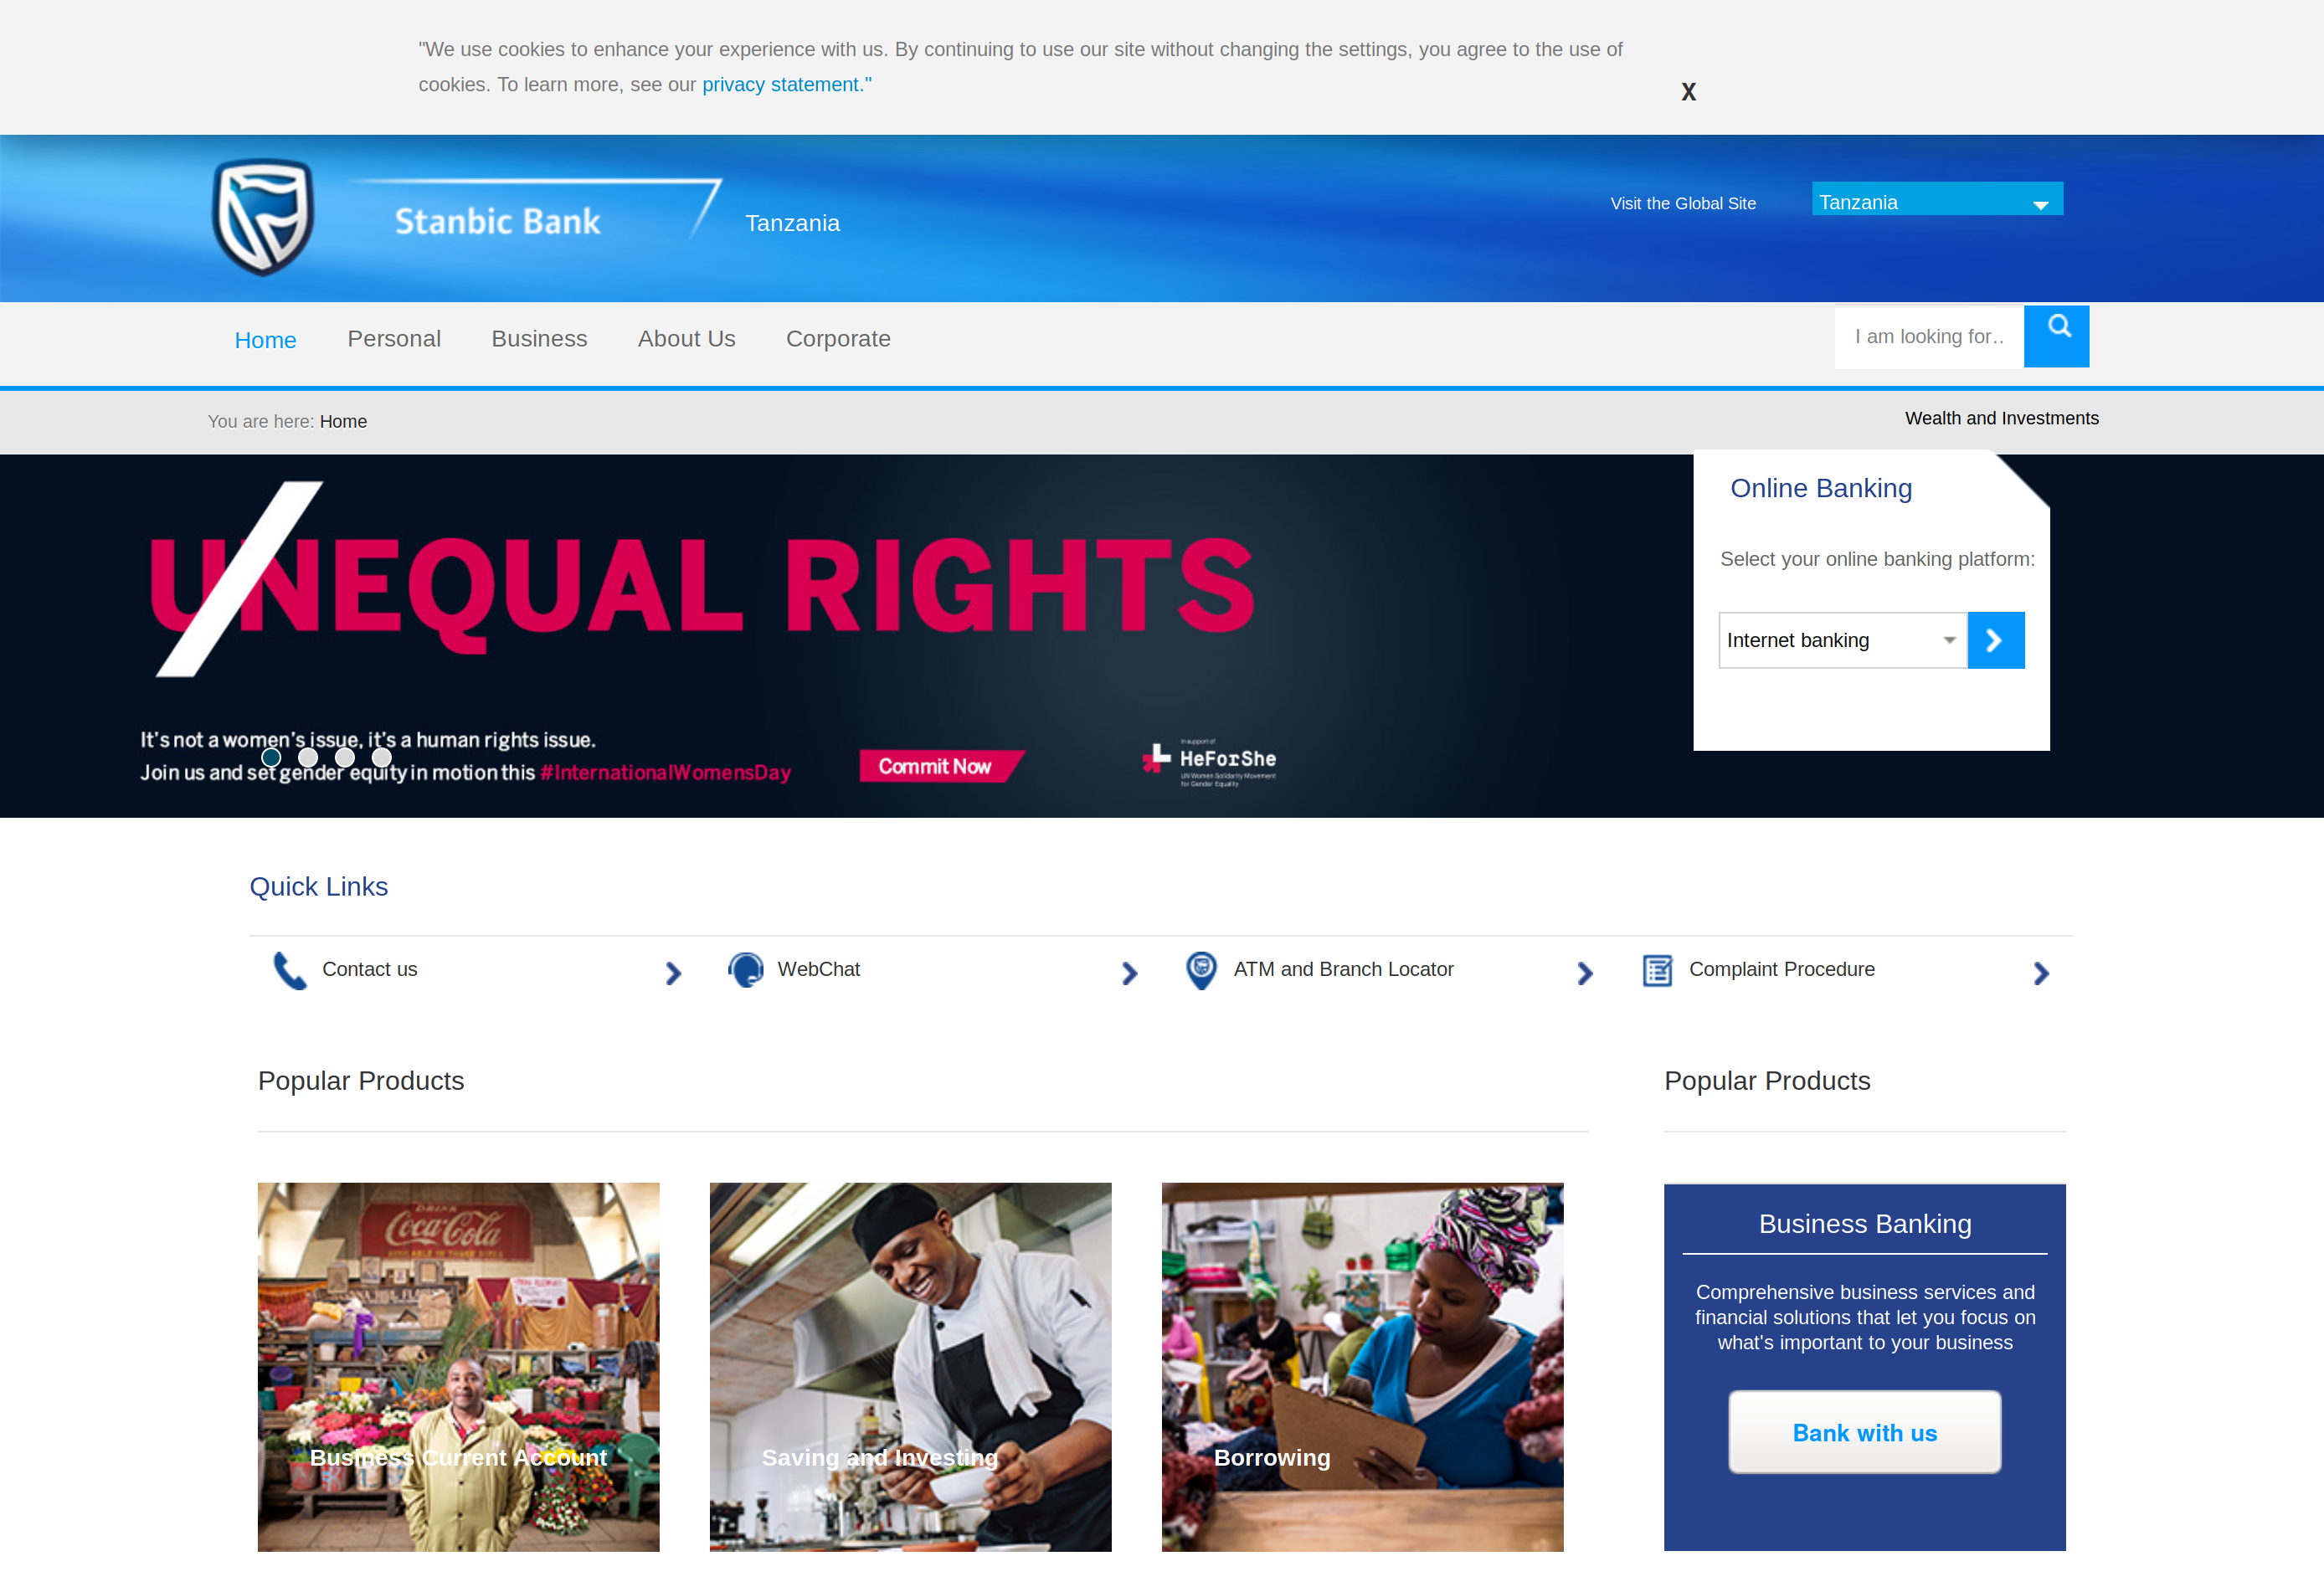 "We use cookies to enhance your experience with us. By continuing to use our site without changing the settings, you agree to the use of
cookies. To learn more, see our privacy statement."
X
Stanbic Bank
Tanzania
Visit the Global Site
Tanzania
Home
Personal
Business
About Us
Corporate
I am looking for..
You are here: Home
Wealth and Investments
UNEQUAL RIGHTS
It's not a women's issue, it's a human rights issue.
Join us and set gender equity in motion this #InternationalWomensDay
Commit Now
In support of
HeForShe
UN Women Solidarity Movement
for Gender Equality
Online Banking
Select your online banking platform:
Internet banking
Quick Links
Contact us
WebChat
ATM and Branch Locator
Complaint Procedure
Popular Products
Popular Products
DRINK
Coca-Cola
Business Current Account
Saving and Investing
Borrowing
Business Banking
Comprehensive business services and
financial solutions that let you focus on
what's important to your business
Bank with us